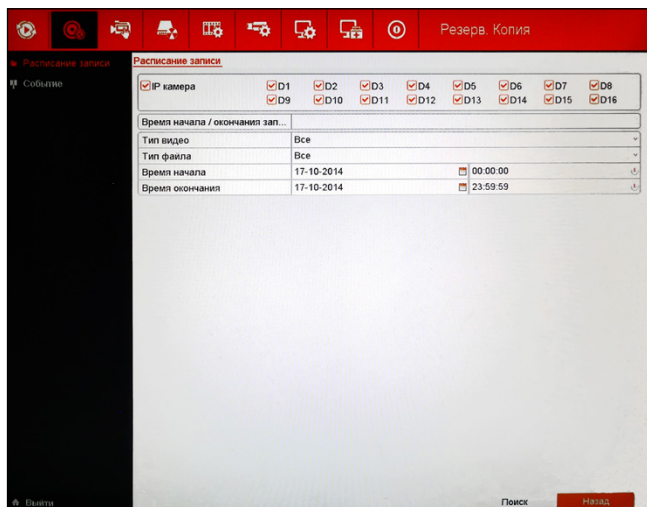 Резерв. Копия
Расписание записи
Событие
Выйти
Расписание записи
IP камера D1 D2 D3 D4 D5 D6 D7 D8
D9 D10 D11 D12 D13 D14 D15 D16
Время начала / окончания зап...
Тип видео Все
Тип файла Все
Время начала 17-10-2014 00:00:00
Время окончания 17-10-2014 23:59:59
Поиск Назад